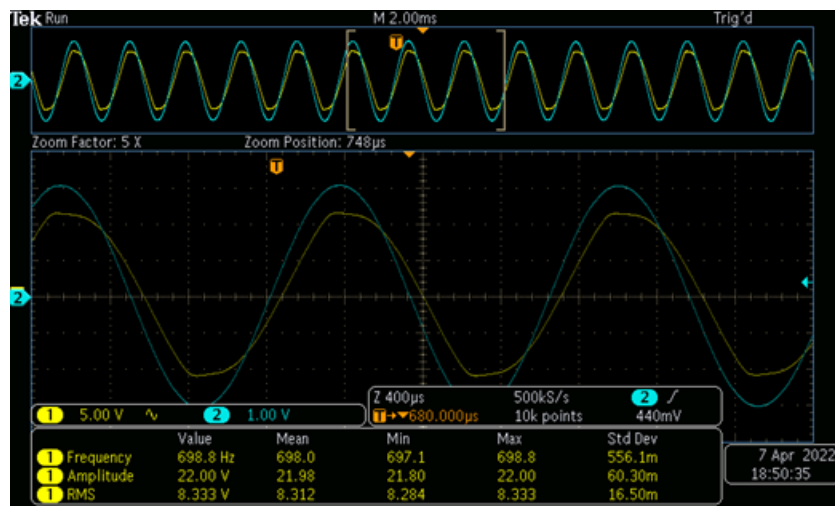 Tek Run M 2.00ms Trig'd
T
2
Zoom Factor: 5 X Zoom Position: 748µs
T
2
Z 400µs 500kS/s 2 ∫
1 5.00 V ∿ 2 1.00 V T→▼680.000µs 10k points 440mV
Value Mean Min Max Std Dev
1 Frequency 698.8 Hz 698.0 697.1 698.8 556.1m
1 Amplitude 22.00 V 21.98 21.80 22.00 60.30m
1 RMS 8.333 V 8.312 8.284 8.333 16.50m
7 Apr 2022
18:50:35